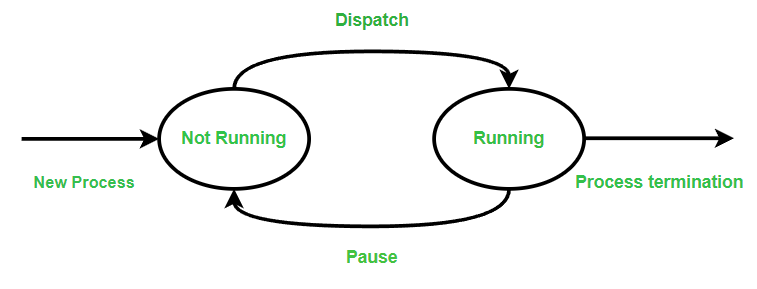 Dispatch
Not Running
Running
New Process
Process termination
Pause